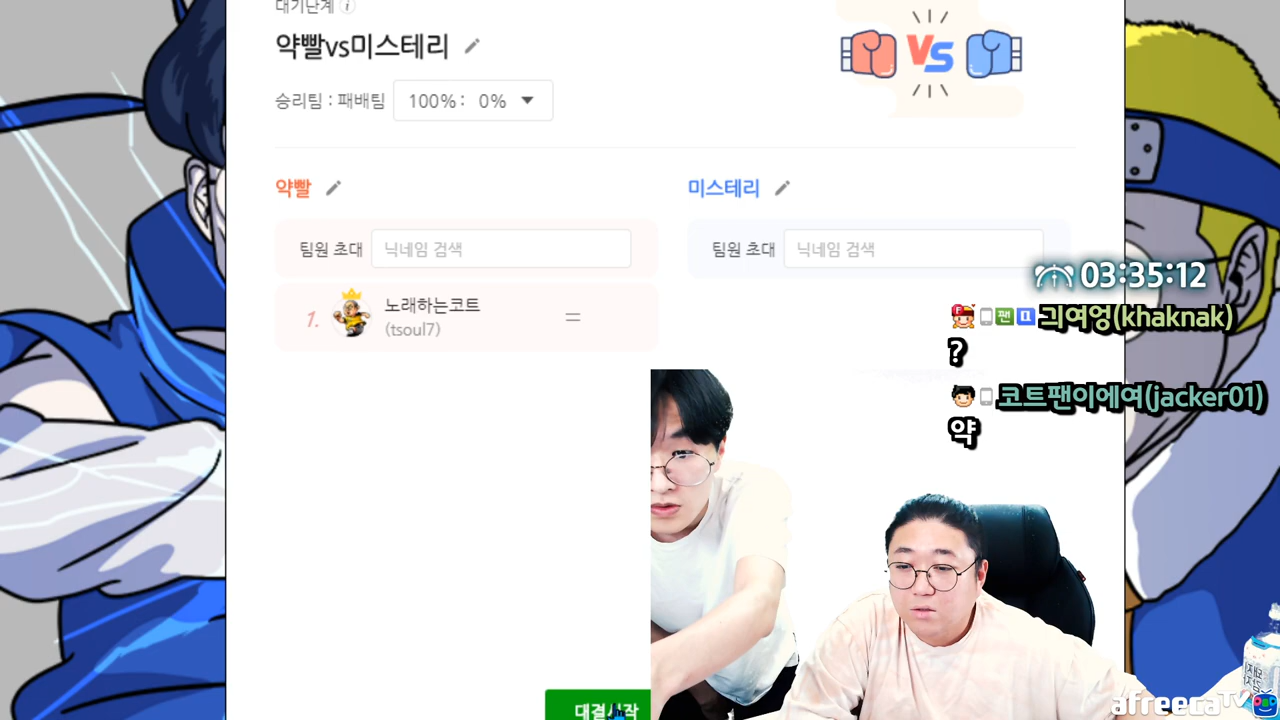 대기단계 i
약빨vs미스테리
VS
승리팀 : 패배팀 100% : 0%
약빨
미스테리
팀원 초대 닉네임 검색
팀원 초대 닉네임 검색
03:35:12
1. 노래하는코트
(tsoul7)
팬 긔여엉(khaknak)
?
코트팬이에여(jacker01)
약
대결시작
afreecaTV